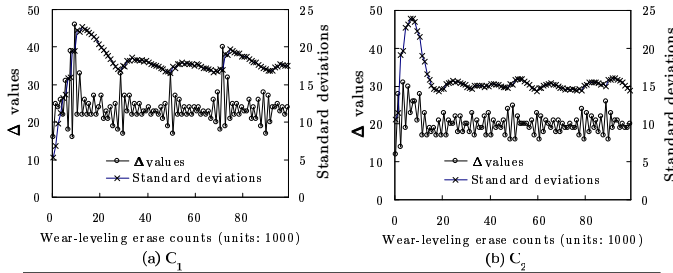 50
40
30
20
10
0
Δ values
25
20
15
10
5
0
Standard deviations
Δ values
Standard deviations
0 20 40 60 80
Wear-leveling erase counts (units: 1000)
(a) C1
50
40
30
20
10
0
Δ values
25
20
15
10
5
0
Standard deviations
Δ values
Standard deviations
0 20 40 60 80
Wear-leveling erase counts (units: 1000)
(b) C2